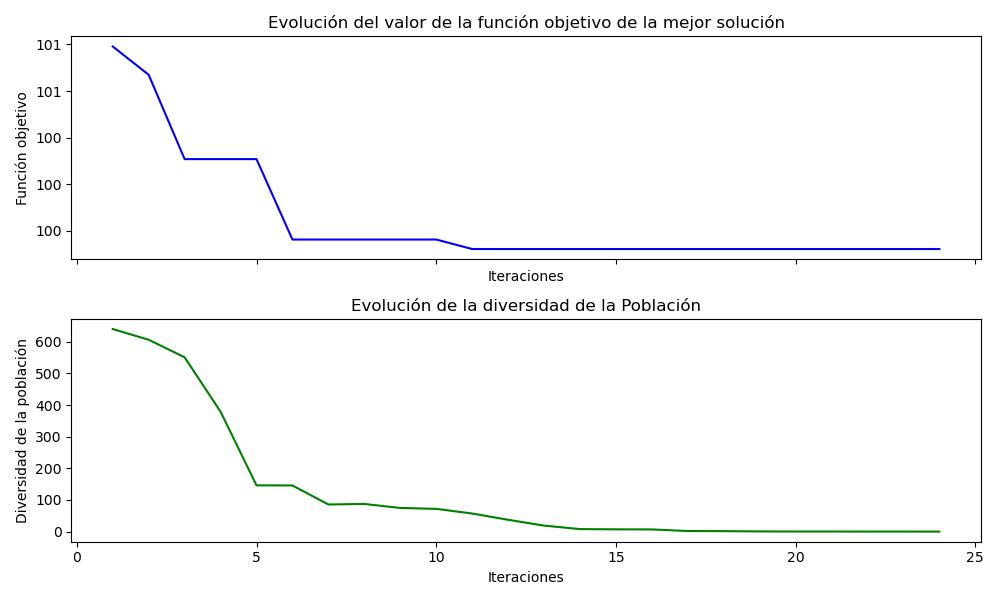 Evolución del valor de la función objetivo de la mejor solución
101
101
100
100
100
Función objetivo
Iteraciones
Evolución de la diversidad de la Población
600
500
400
300
200
100
0
Diversidad de la población
0 5 10 15 20 25
Iteraciones